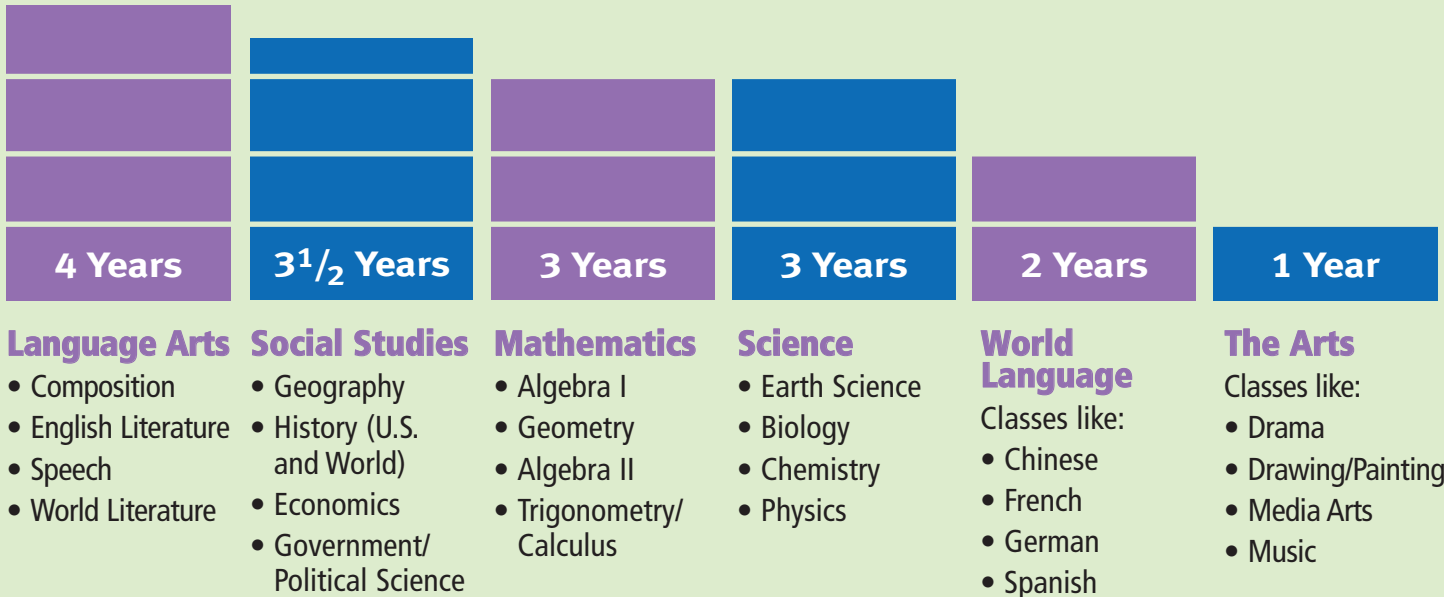 4 Years
3 1/2 Years
3 Years
3 Years
2 Years
1 Year
Language Arts
• Composition
• English Literature
• Speech
• World Literature
Social Studies
• Geography
• History (U.S.
and World)
• Economics
• Government/
Political Science
Mathematics
• Algebra I
• Geometry
• Algebra II
• Trigonometry/
Calculus
Science
• Earth Science
• Biology
• Chemistry
• Physics
World
Language
Classes like:
• Chinese
• French
• German
• Spanish
The Arts
Classes like:
• Drama
• Drawing/Painting
• Media Arts
• Music